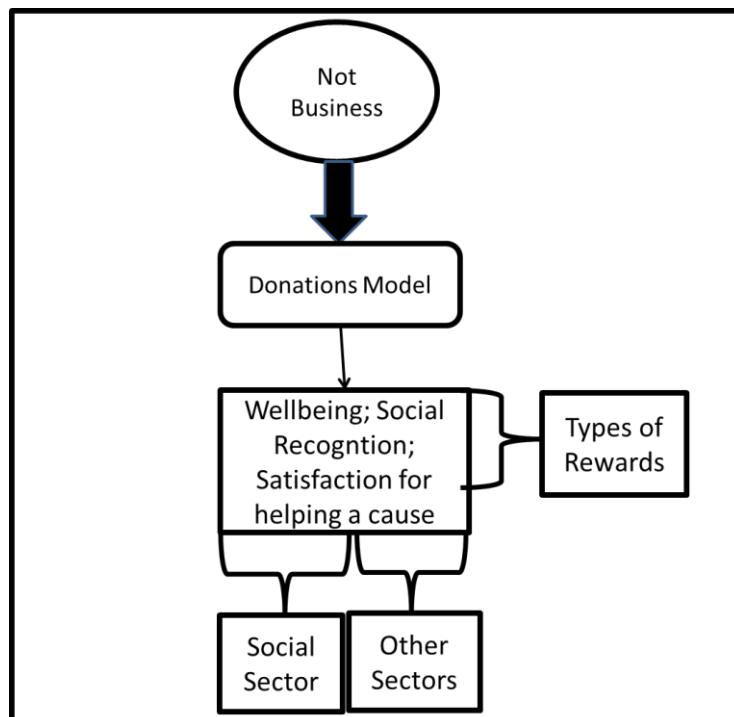 Not
Business
Donations Model
Wellbeing; Social
Recogntion;
Satisfaction for
helping a cause
Types of
Rewards
Social
Sector
Other
Sectors